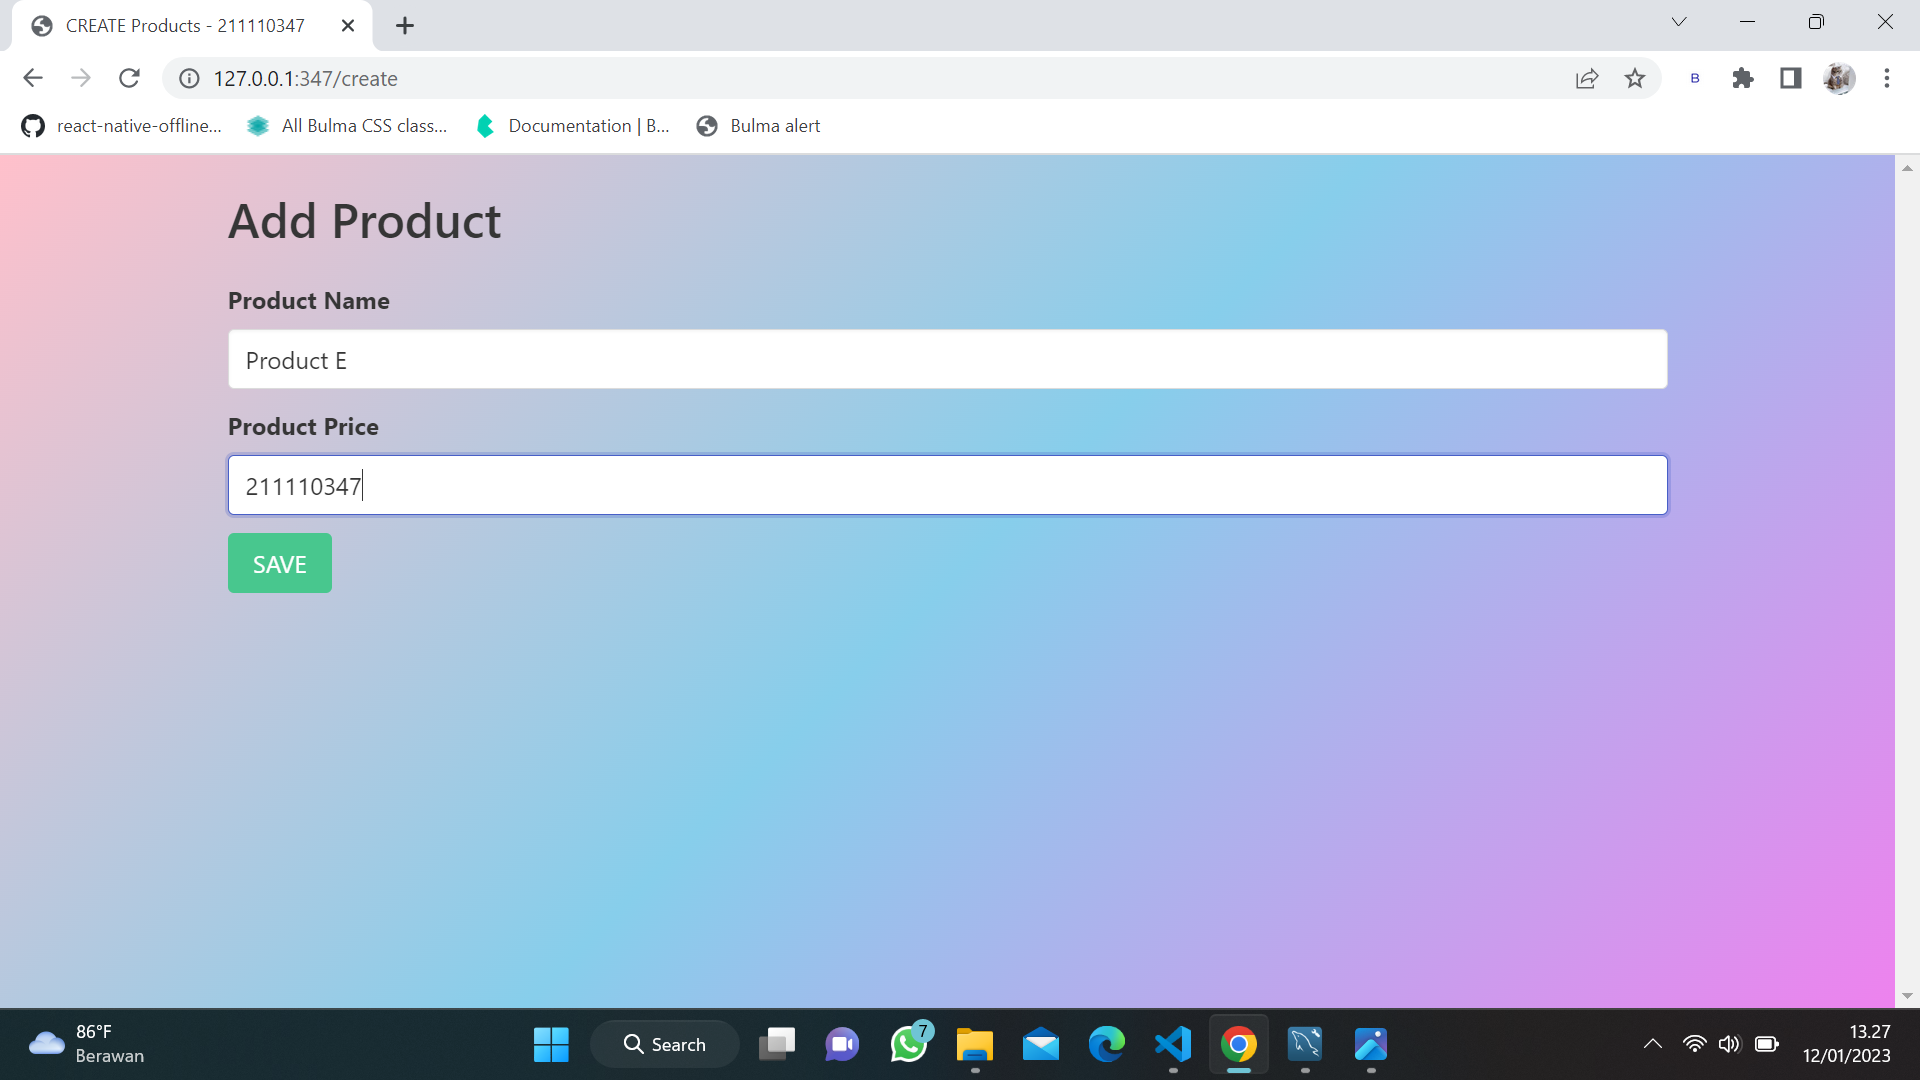 CREATE Products - 211110347
127.0.0.1:347/create
B
react-native-offline...
All Bulma CSS class...
Documentation | B...
Bulma alert
Add Product
Product Name
Product E
Product Price
211110347
SAVE
86°F
Berawan
Search
7
13.27
12/01/2023